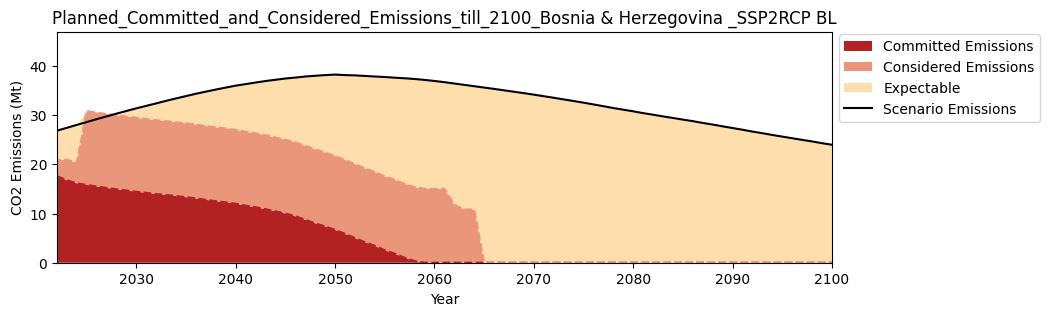 Planned_Committed_and_Considered_Emissions_till_2100_Bosnia & Herzegovina _SSP2RCP BL
Committed Emissions
Considered Emissions
Expectable
Scenario Emissions
CO2 Emissions (Mt)
40
30
20
10
0
2030 2040 2050 2060 2070 2080 2090 2100
Year